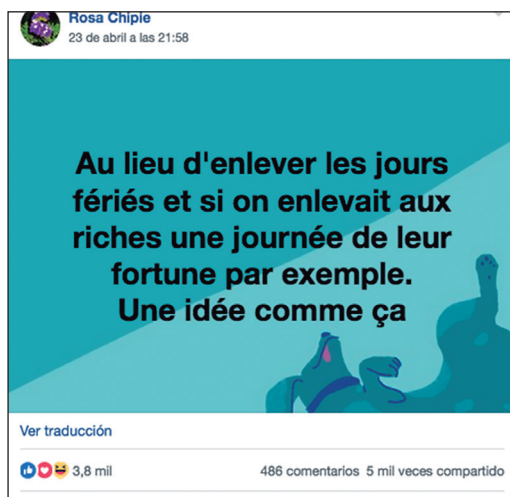 Rosa Chipie
23 de abril a las 21:58
Au lieu d'enlever les jours
fériés et si on enlevait aux
riches une journée de leur
fortune par exemple.
Une idée comme ça
Ver traducción
3,8 mil 486 comentarios 5 mil veces compartido